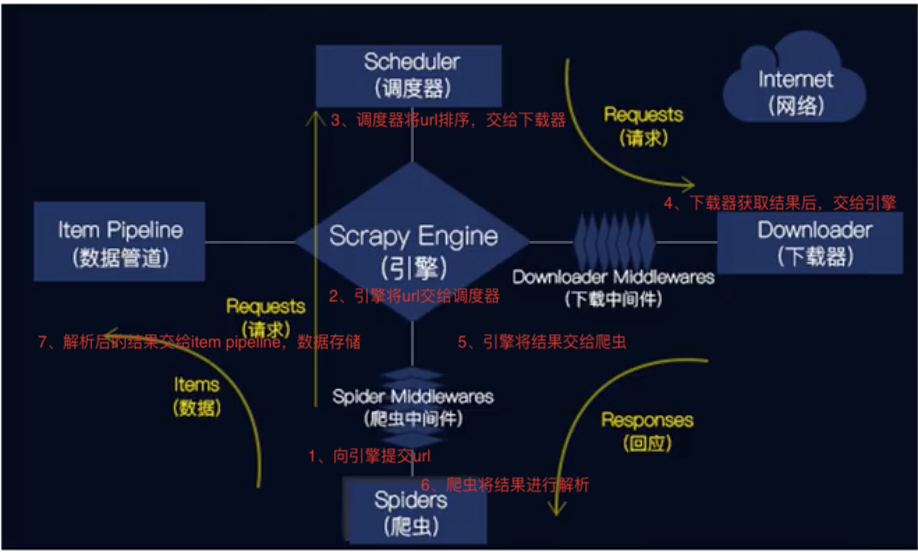 Scheduler
(调度器)
3、调度器将url排序，交给下载器
Internet
(网络)
Requests
(请求)
4、下载器获取结果后，交给引擎
Item Pipeline
(数据管道)
Scrapy Engine
(引擎)
Downloader
(下载器)
Downloader Middlewares
(下载中间件)
2、引擎将url交给调度器
Requests
(请求)
7、解析后的结果交给item pipeline，数据存储
5、引擎将结果交给爬虫
Items
(数据)
Spider Middlewares
(爬虫中间件)
Responses
(回应)
1、向引擎提交url
6、爬虫将结果进行解析
Spiders
(爬虫)